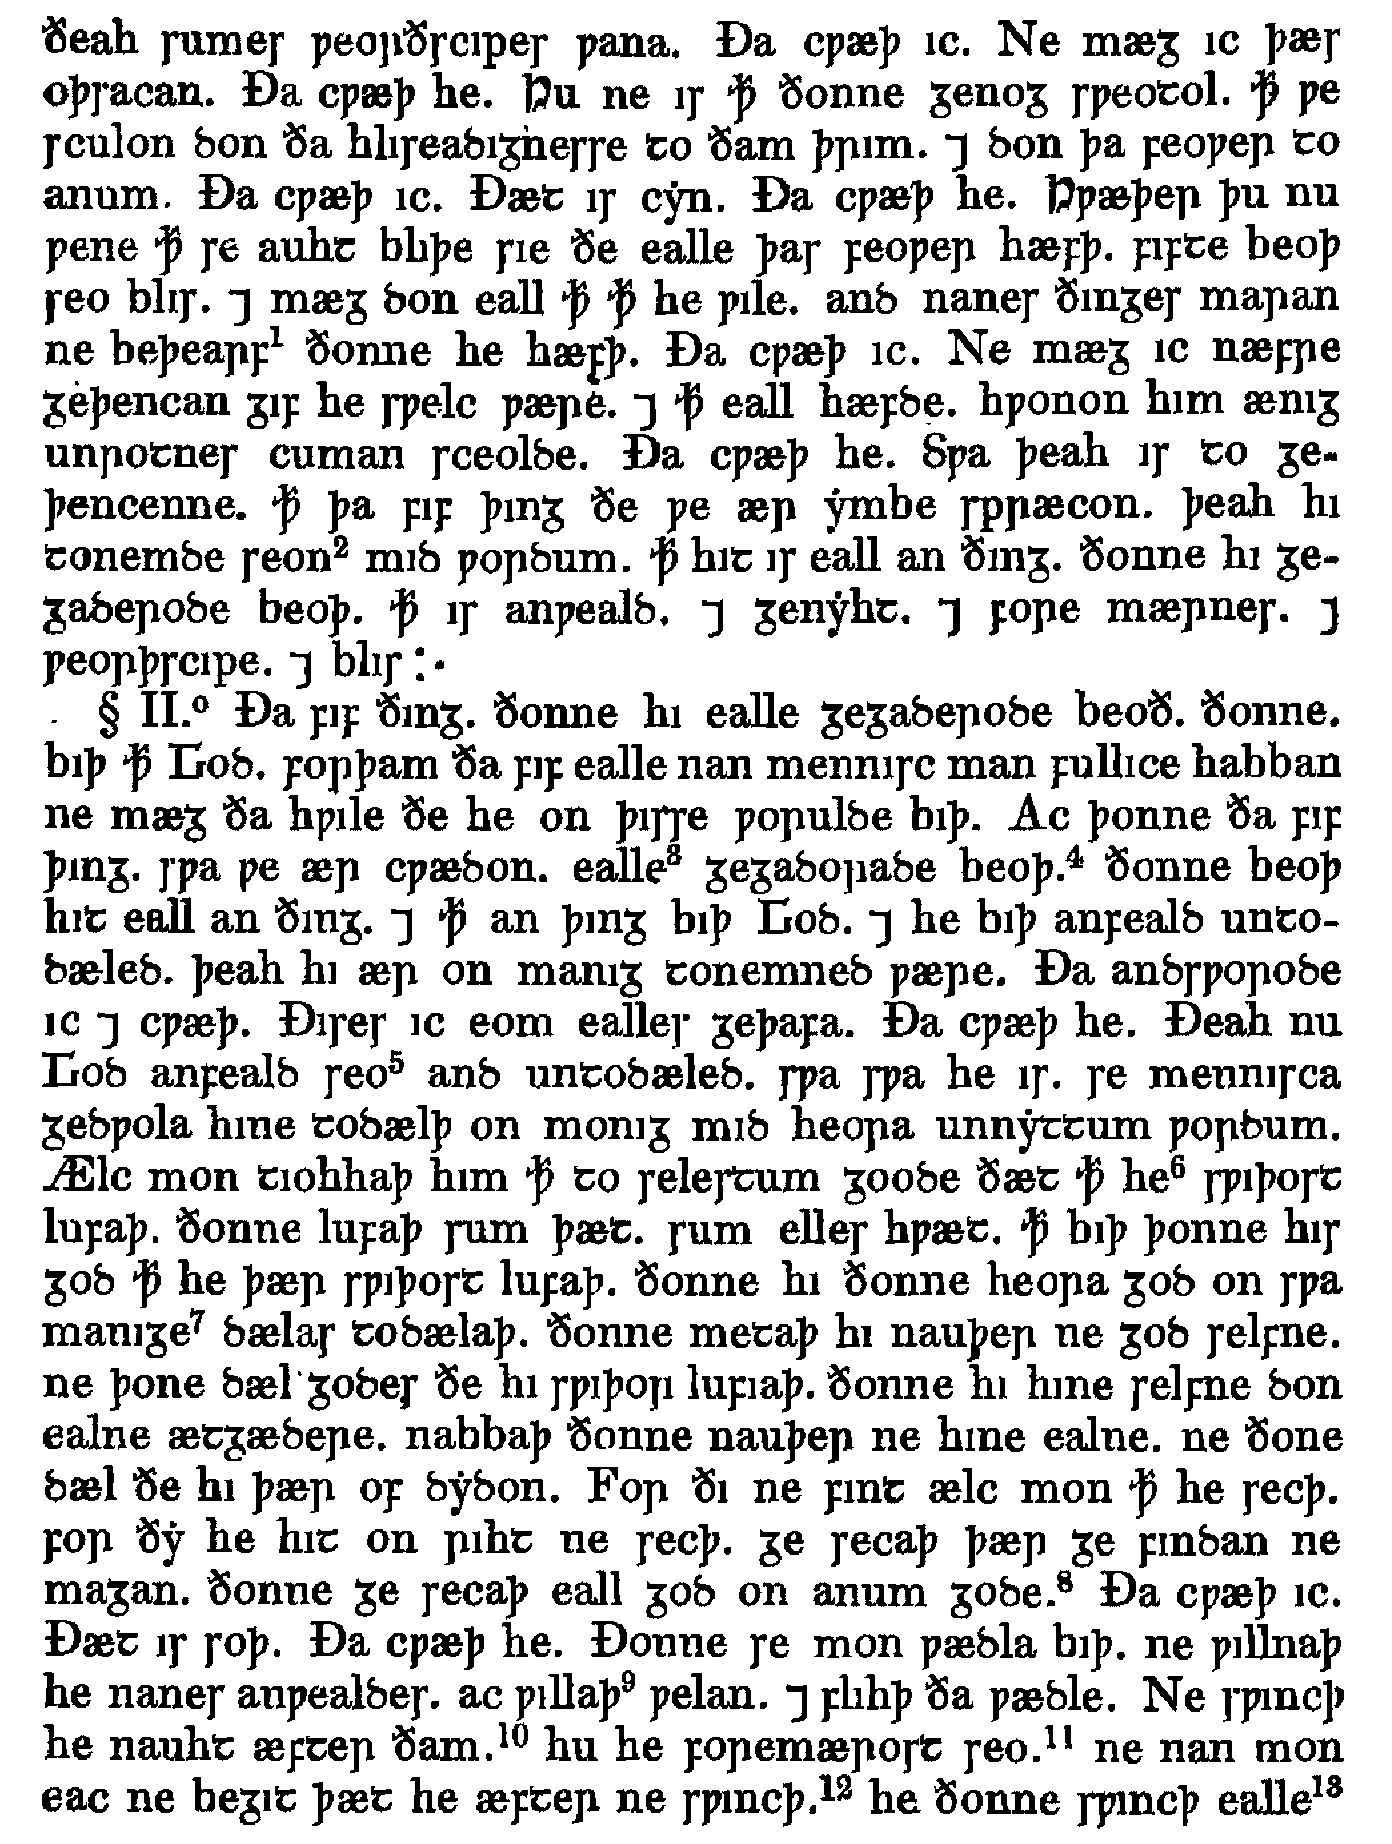 ðeah sumes weorðscipes wana. Ða cwæþ ic. Ne mæg ic þæs
oþsacan. Ða cwæþ he. Hu ne is ꝥ ðonne genog sweotol. ꝥ we
sculon don ða hliseadignesse to ðam þrim. ⁊ don þa feower to
anum. Ða cwæþ ic. Ðæt is cẏn. Ða cwæþ he. Hwæþer þu nu
wene ꝥ se auht bliþe sie ðe ealle þas feower hæfþ. fifte beoþ
seo blis. ⁊ mæg don eall ꝥ ꝥ he wile. and nanes ðinges maran
ne beþearf¹ ðonne he hæfþ. Ða cwæþ ic. Ne mæg ic næfre
geþencan gif he swelc wære. ⁊ ꝥ eall hæfde. hwonon him ænig
unrotnes cuman sceolde. Ða cwæþ he. Swa þeah is to ge-
þencenne. ꝥ þa fif þing ðe we ær ẏmbe spræcon. þeah hi
tonemde seon² mid wordum. ꝥ hit is eall an ðing. ðonne hi ge-
gaderode beoþ. ꝥ is anweald. ⁊ genẏht. ⁊ fore mærnes. ⁊
weorþscipe. ⁊ blis :·
§ II.º Ða fif ðing. ðonne hi ealle gegaderode beoð. ðonne.
biþ ꝥ God. forþam ða fif ealle nan mennisc man fullice habban
ne mæg ða hwile ðe he on þisse worulde biþ. Ac þonne ða fif
þing. swa we ær cwædon. ealle³ gegadorade beoþ.⁴ ðonne beoþ
hit eall an ðing. ⁊ ꝥ an þing biþ God. ⁊ he biþ anfeald unto-
dæled. þeah hi ær on manig tonemned wære. Ða andsworode
ic ⁊ cwæþ. Ðises ic eom ealles geþafa. Ða cwæþ he. Ðeah nu
God anfeald seo⁵ and untodæled. swa swa he is. se mennisca
gedwola hine todælþ on monig mid heora unnẏttum wordum.
Ælc mon tiohhaþ him ꝥ to selestum goode ðæt ꝥ he⁶ swiþost
lufaþ. ðonne lufaþ sum þæt. sum elles hwæt. ꝥ biþ þonne his
god ꝥ he þær swiþost lufaþ. ðonne hi ðonne heora god on swa
manige⁷ dælas todælaþ. ðonne metaþ hi nauþer ne god selfne.
ne þone dæl godes ðe hi swiþor lufiaþ. ðonne hi hine selfne don
ealne ætgædere. nabbaþ ðonne nauþer ne hine ealne. ne ðone
dæl ðe hi þær of dẏdon. For ði ne fint ælc mon ꝥ he secþ.
for ðẏ he hit on riht ne secþ. ge secaþ þær ge findan ne
magan. ðonne ge secaþ eall god on anum gode.⁸ Ða cwæþ ic.
Ðæt is soþ. Ða cwæþ he. Ðonne se mon wædla biþ. ne willnaþ
he nanes anwealdes. ac willaþ⁹ welan. ⁊ flihþ ða wædle. Ne swincþ
he nauht æfter ðam.¹⁰ hu he foremærost seo.¹¹ ne nan mon
eac ne begit þæt he æfter ne swincþ.¹² he ðonne swincþ ealle¹³